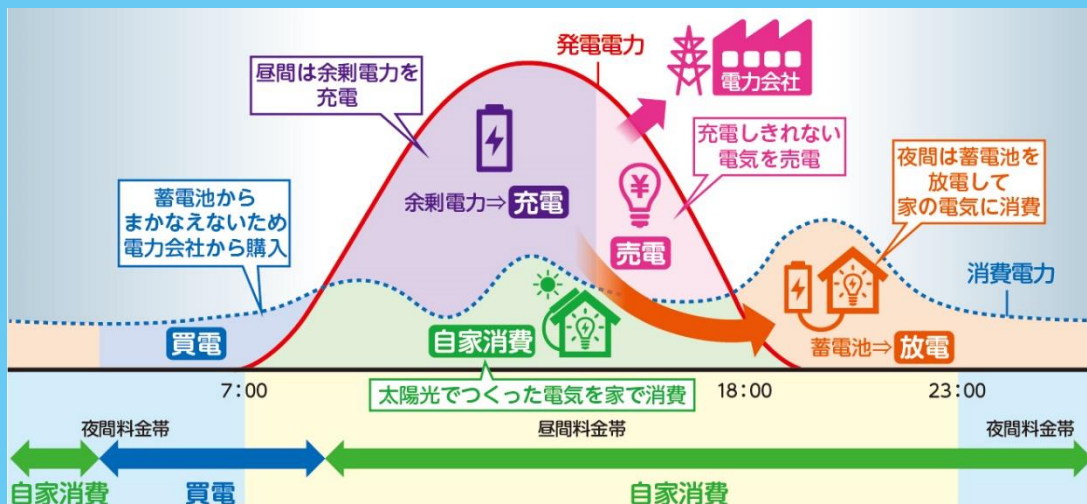 発電電力
電力会社
昼間は余剰電力を
充電
充電しきれない
電気を売電
夜間は蓄電池を
放電して
家の電気に消費
蓄電池から
まかなえないため
電力会社から購入
余剰電力⇒充電
¥
売電
消費電力
買電
自家消費
蓄電池⇒放電
太陽光でつくった電気を家で消費
7:00
18:00
23:00
夜間料金帯
昼間料金帯
夜間料金帯
自家消費
買電
自家消費